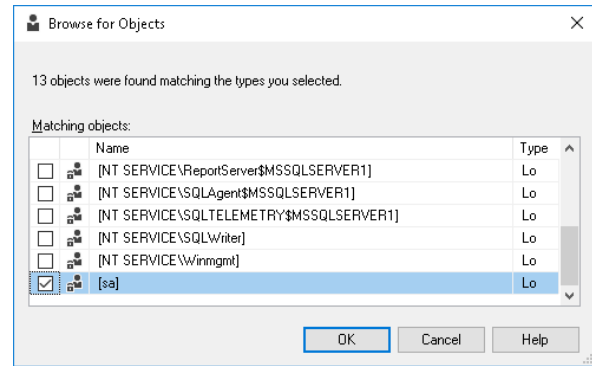 Browse for Objects
13 objects were found matching the types you selected.
Matching objects:
Name Type
[NT SERVICE\ReportServer$MSSQLSERVER1] Lo
[NT SERVICE\SQLAgent$MSSQLSERVER1] Lo
[NT SERVICE\SQLTELEMETRY$MSSQLSERVER1] Lo
[NT SERVICE\SQLWriter] Lo
[NT SERVICE\Winmgmt] Lo
[sa] Lo
OK Cancel Help